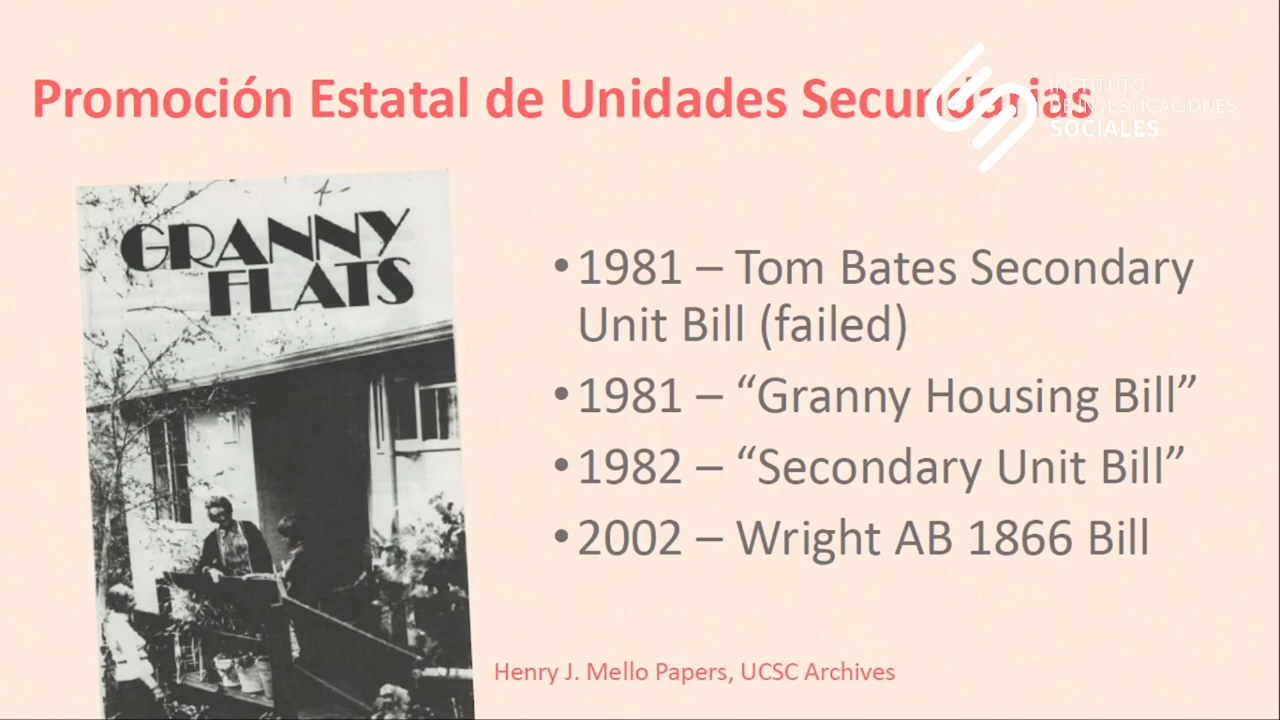 Promoción Estatal de Unidades Secundarias
INSTITUTO
DE INVESTIGACIONES
SOCIALES
GRANNY
FLATS
•1981 – Tom Bates Secondary
Unit Bill (failed)
•1981 – “Granny Housing Bill”
•1982 – “Secondary Unit Bill”
•2002 – Wright AB 1866 Bill
Henry J. Mello Papers, UCSC Archives